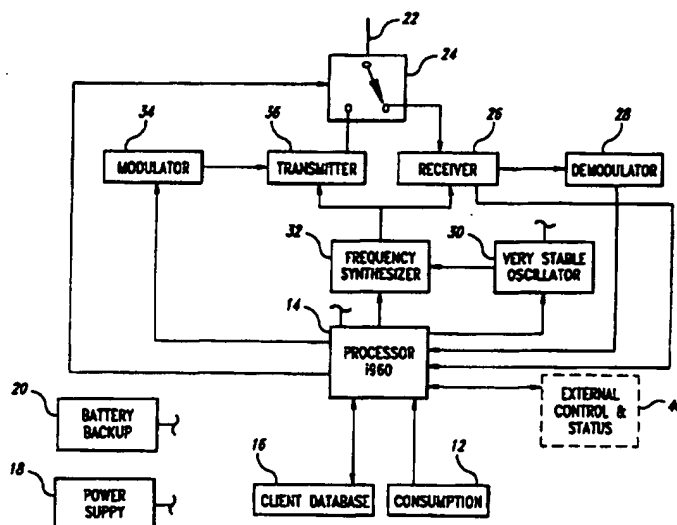 22
24
34
MODULATOR
36
TRANSMITTER
26
RECEIVER
28
DEMODULATOR
32
FREQUENCY
SYNTHESIZER
30
VERY STABLE
OSCILLATOR
14
PROCESSOR
i960
EXTERNAL
CONTROL &
STATUS
20
BATTERY
BACKUP
18
POWER
SUPPY
16
CLIENT DATABASE
12
CONSUMPTION